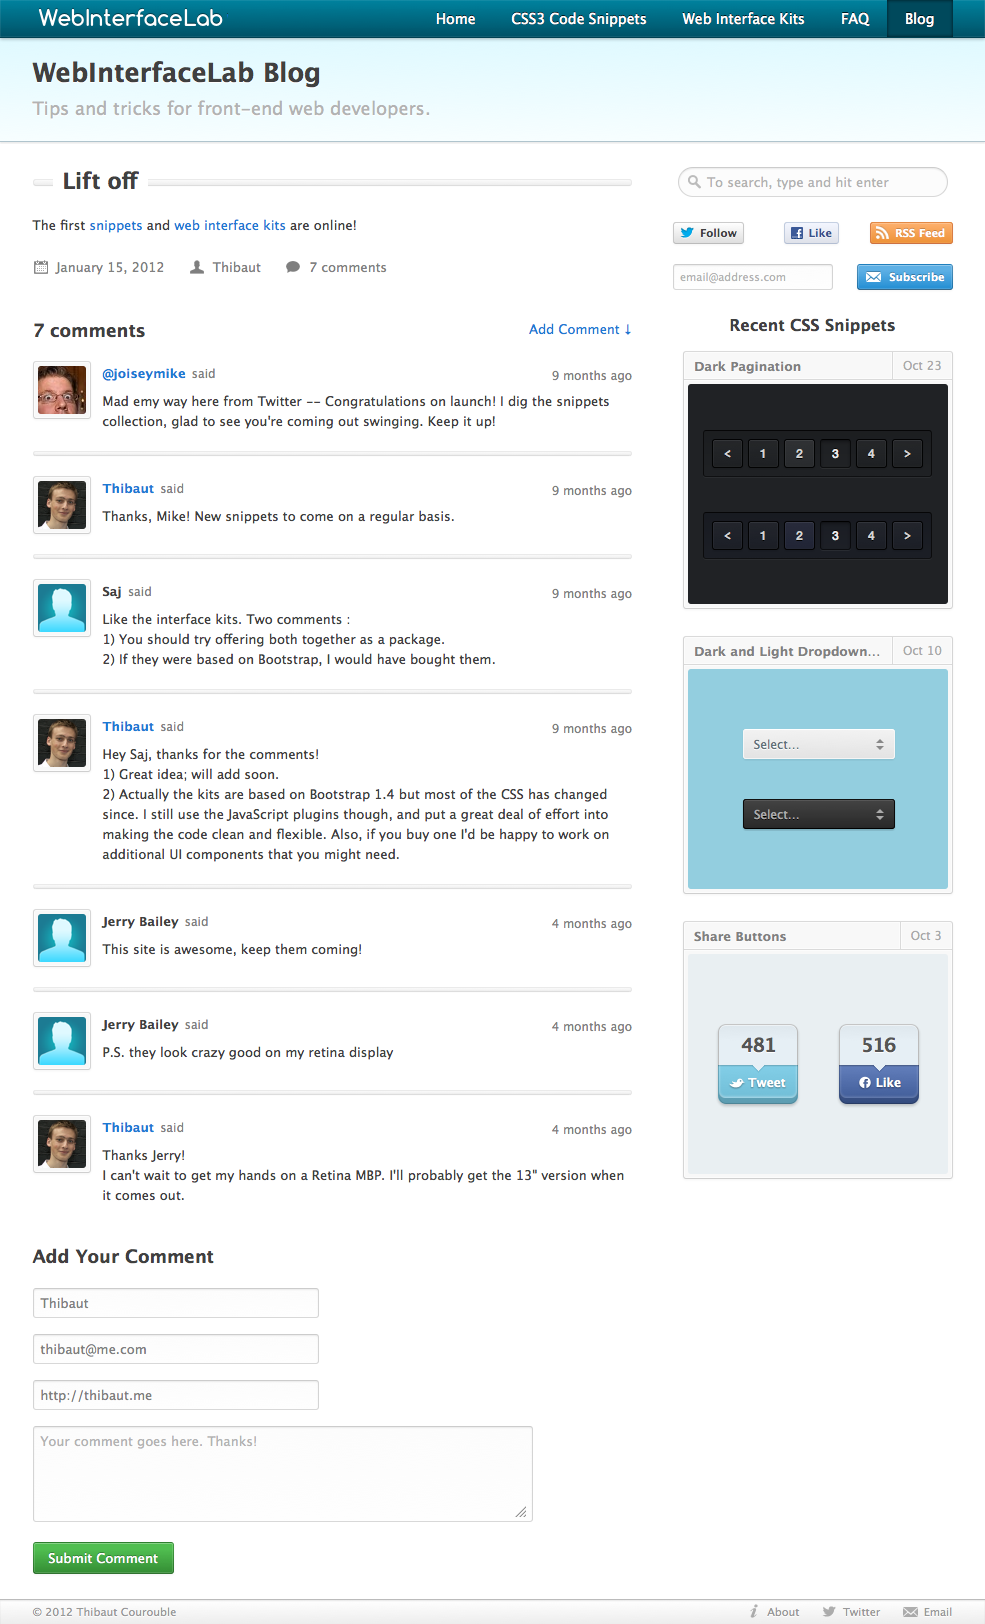 WebInterfaceLab
Home CSS3 Code Snippets Web Interface Kits FAQ Blog
WebInterfaceLab Blog
Tips and tricks for front-end web developers.
Lift off
The first snippets and web interface kits are online!
January 15, 2012 Thibaut 7 comments
7 comments Add Comment ↓
@joiseymike said 9 months ago
Mad emy way here from Twitter -- Congratulations on launch! I dig the snippets
collection, glad to see you're coming out swinging. Keep it up!
Thibaut said 9 months ago
Thanks, Mike! New snippets to come on a regular basis.
Saj said 9 months ago
Like the interface kits. Two comments :
1) You should try offering both together as a package.
2) If they were based on Bootstrap, I would have bought them.
Thibaut said 9 months ago
Hey Saj, thanks for the comments!
1) Great idea; will add soon.
2) Actually the kits are based on Bootstrap 1.4 but most of the CSS has changed
since. I still use the JavaScript plugins though, and put a great deal of effort into
making the code clean and flexible. Also, if you buy one I'd be happy to work on
additional UI components that you might need.
Jerry Bailey said 4 months ago
This site is awesome, keep them coming!
Jerry Bailey said 4 months ago
P.S. they look crazy good on my retina display
Thibaut said 4 months ago
Thanks Jerry!
I can't wait to get my hands on a Retina MBP. I'll probably get the 13" version when
it comes out.
Add Your Comment
Thibaut
thibaut@me.com
http://thibaut.me
Your comment goes here. Thanks!
Submit Comment
To search, type and hit enter
Follow Like RSS Feed
email@address.com Subscribe
Recent CSS Snippets
Dark Pagination Oct 23
< 1 2 3 4 >
< 1 2 3 4 >
Dark and Light Dropdown... Oct 10
Select...
Select...
Share Buttons Oct 3
481 516
Tweet Like
© 2012 Thibaut Courouble About Twitter Email